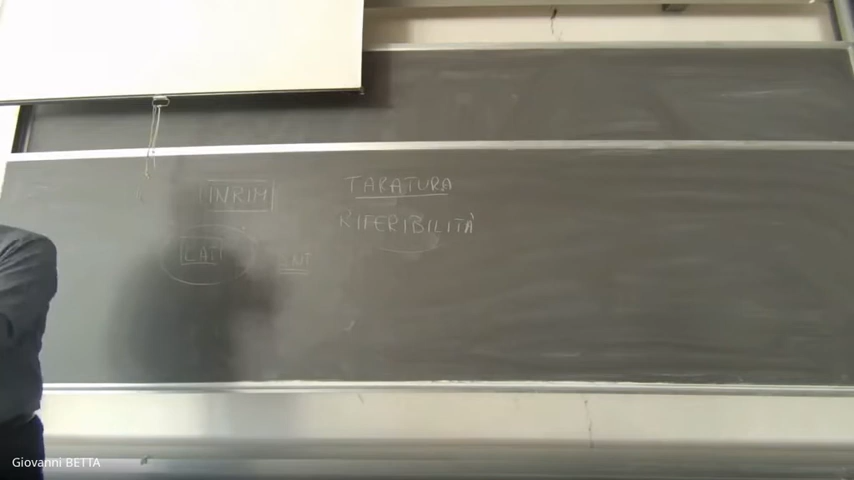 INRIM
TARATURA
RIFERIBILITÀ
LAT
Giovanni BETTA